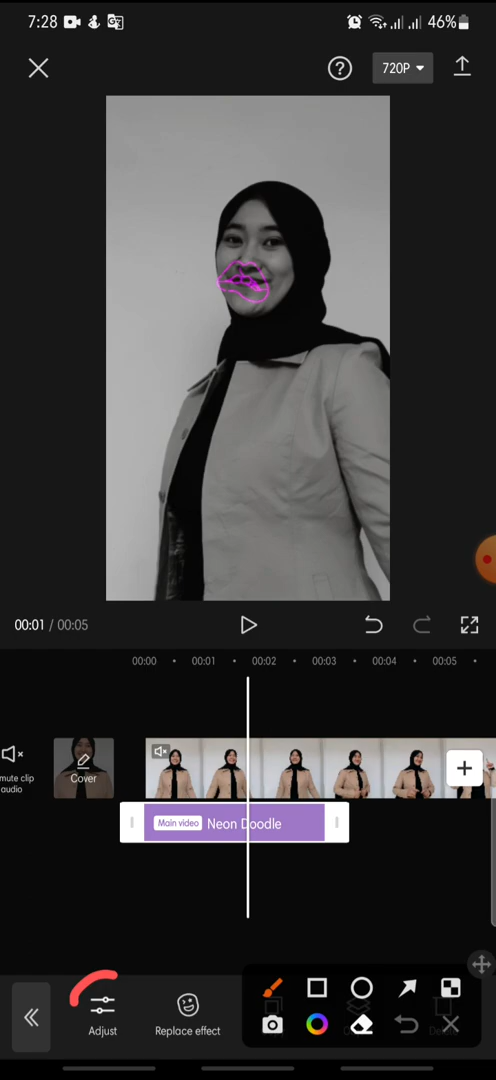 7:28
46%
720P
00:01 / 00:05
00:00 00:01 00:02 00:03 00:04 00:05
mute clip
audio
Cover
Main video Neon Doodle
Adjust
Replace effect